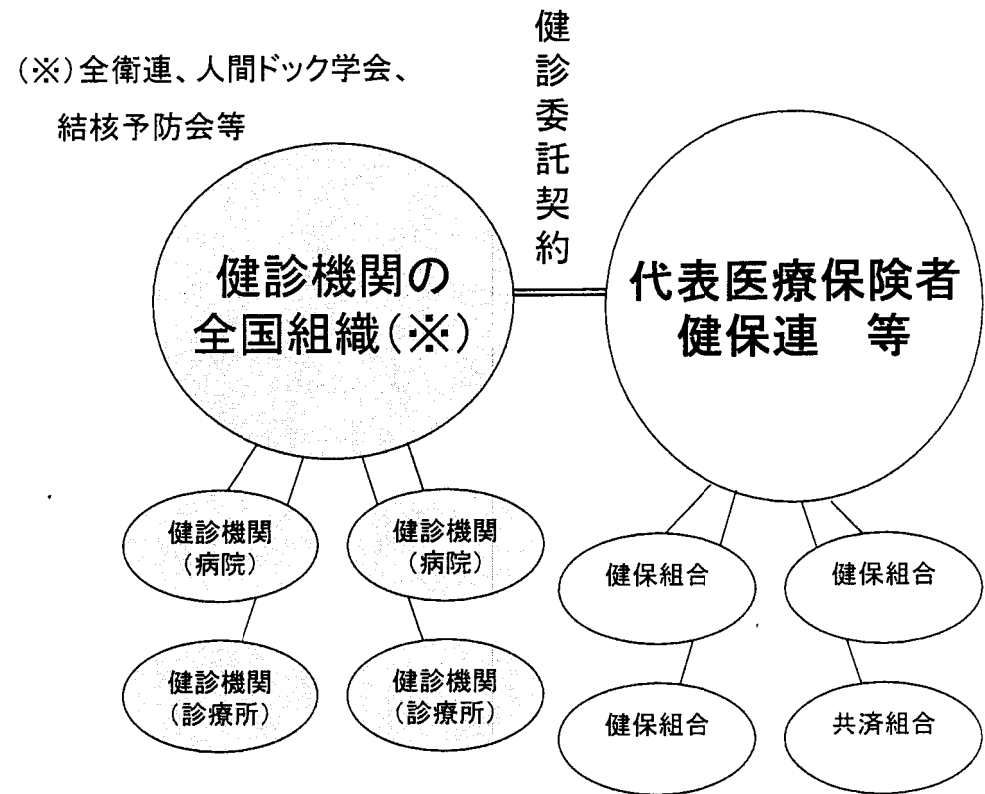 (※)全衛連、人間ドック学会、
結核予防会等
健診委託契約
健診機関の
全国組織(※)
代表医療保険者
健保連　等
健診機関
(病院)
健診機関
(病院)
健保組合
健保組合
健診機関
(診療所)
健診機関
(診療所)
健保組合
共済組合